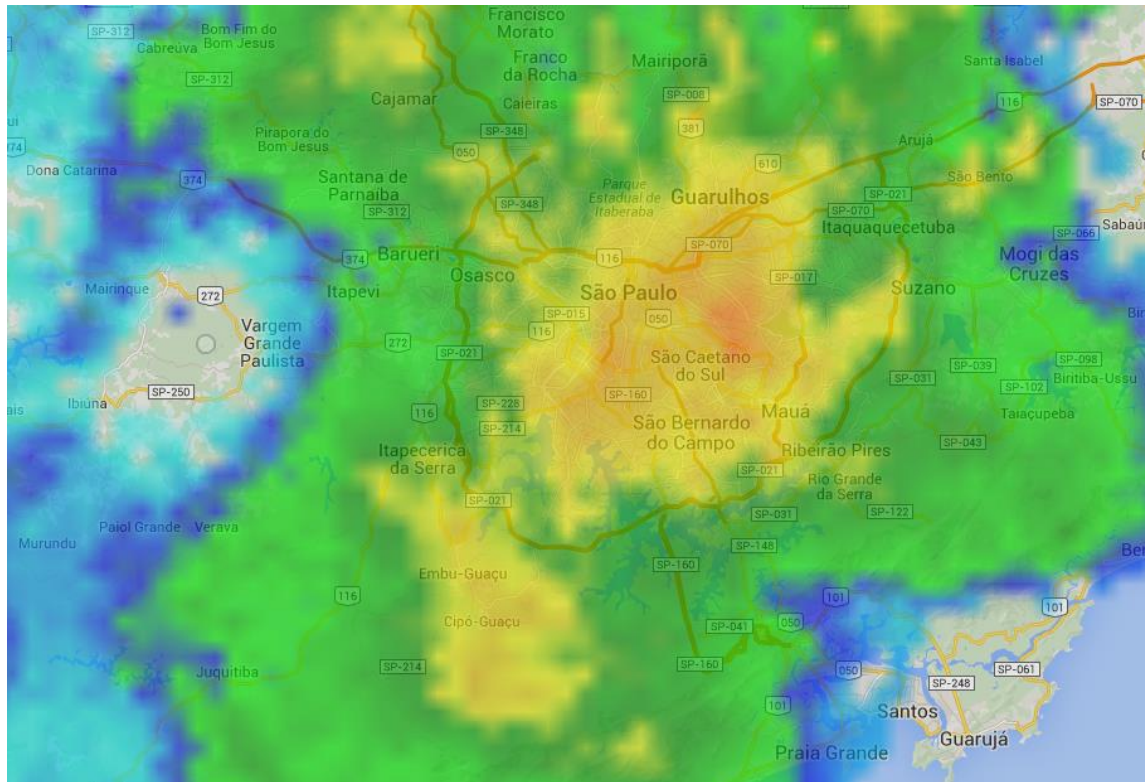 Francisco
Morato
SP-312
Bom Fim do
Bom Jesus
Cabreúva
Franco
da Rocha
Mairiporã
Santa Isabel
SP-312
Cajamar
Caieiras
SP-008
116
SP-070
SP-348
381
Pirapora do
Bom Jesus
Arujá
374
050
610
Dona Catarina
374
Santana de
Parnaíba
Parque
Estadual de
Itaberaba
Guarulhos
São Bento
SP-021
SP-312
SP-348
SP-070
Itaquaquecetuba
Sabaú
SP-066
Barueri
374
116
SP-070
Mogi das
Cruzes
Osasco
SP-017
Mairinque
272
Itapevi
São Paulo
Suzano
Vargem
Grande
Paulista
SP-015
116
050
272
SP-021
São Caetano
do Sul
SP-039
SP-098
SP-031
Biritiba-Ussu
SP-250
SP-160
SP-102
Ibiúna
SP-228
116
Mauá
Taiaçupeba
SP-214
São Bernardo
do Campo
SP-043
Itapecerica
da Serra
Ribeirão Pires
SP-021
Rio Grande
da Serra
SP-021
SP-122
SP-031
Paiol Grande
Verava
Murundu
SP-148
SP-160
Embu-Guaçu
116
101
101
Cipó-Guaçu
050
SP-041
SP-214
SP-160
Juquitiba
050
SP-061
SP-248
101
Santos
Guarujá
Praia Grande